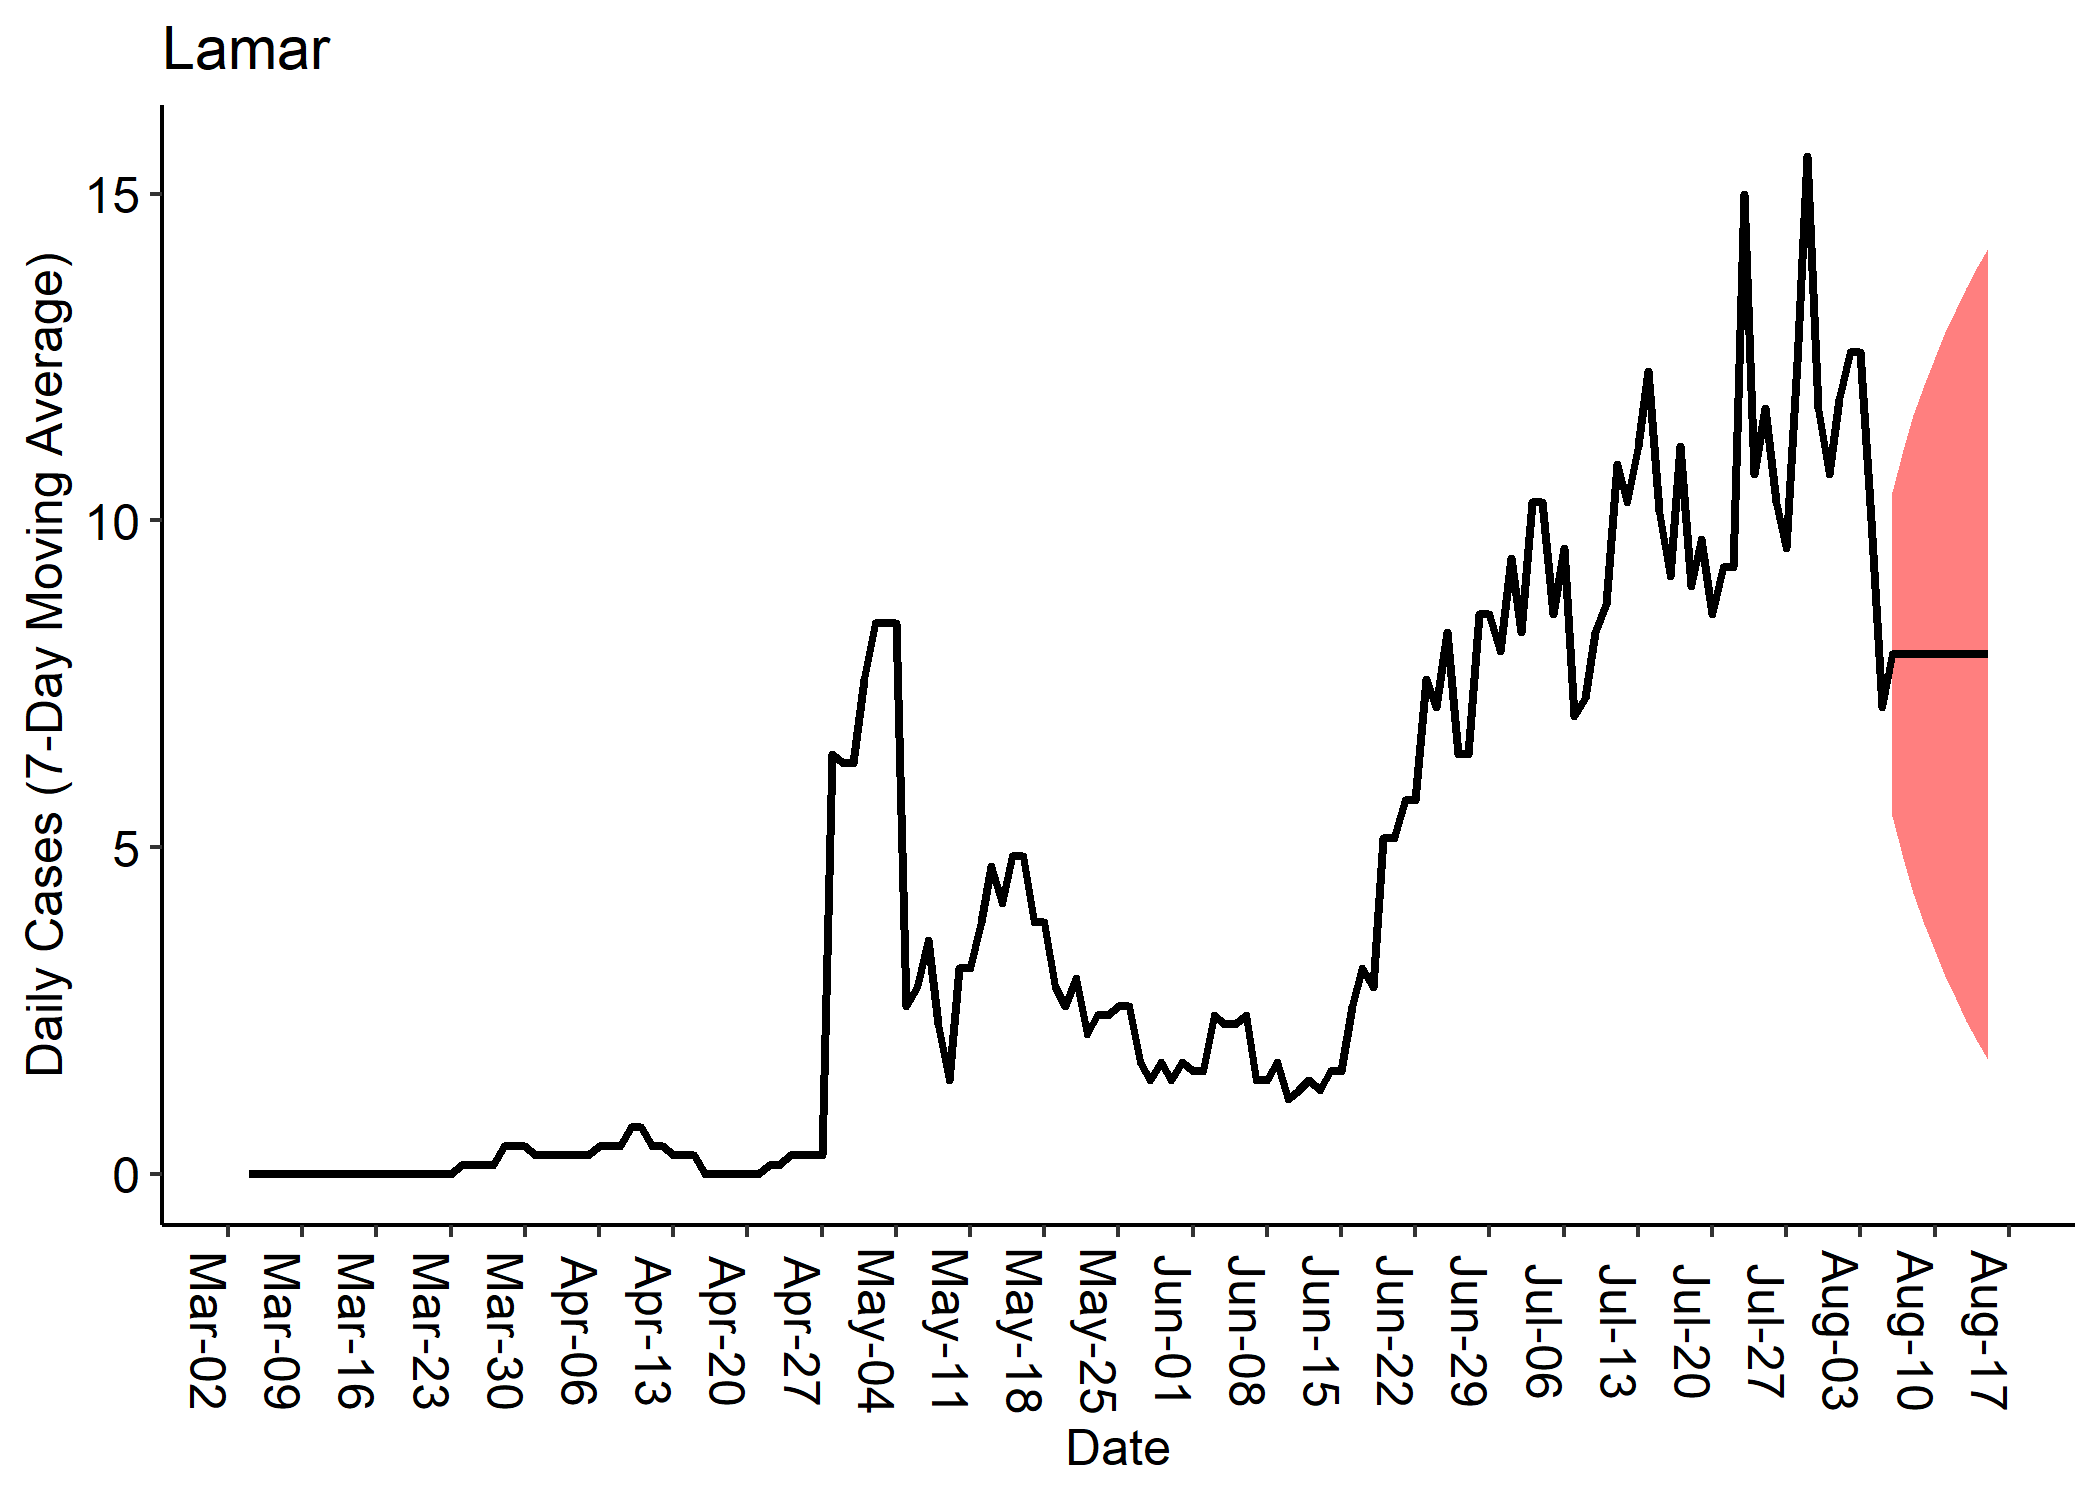 Lamar
Daily Cases (7-Day Moving Average)
15
10
5
0
Mar-02
Mar-09
Mar-16
Mar-23
Mar-30
Apr-06
Apr-13
Apr-20
Apr-27
May-04
May-11
May-18
May-25
Jun-01
Jun-08
Jun-15
Jun-22
Jun-29
Jul-06
Jul-13
Jul-20
Jul-27
Aug-03
Aug-10
Aug-17
Date